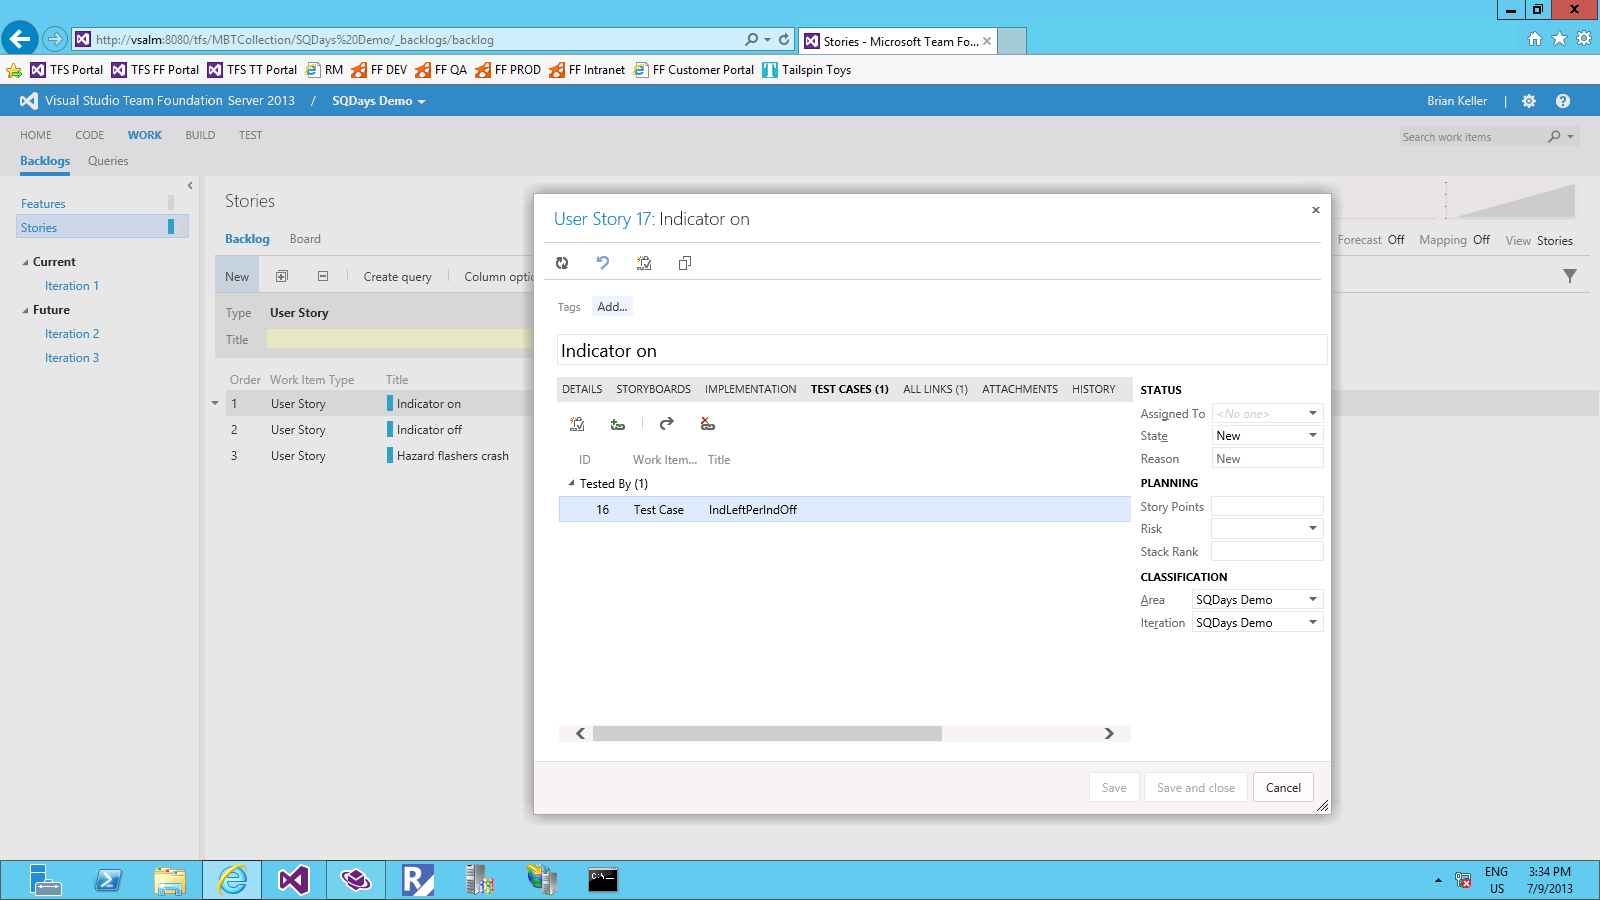 http://vsalm:8080/tfs/MBTCollection/SQDays%20Demo/_backlogs/backlog
Stories - Microsoft Team Fo...
TFS Portal TFS FF Portal TFS TT Portal RM FF DEV FF QA FF PROD FF Intranet FF Customer Portal Tailspin Toys
Visual Studio Team Foundation Server 2013 / SQDays Demo
Brian Keller
HOME CODE WORK BUILD TEST
Search work items
Backlogs Queries
Features
Stories
Current
Iteration 1
Future
Iteration 2
Iteration 3
Stories
Backlog Board
Forecast Off Mapping Off View Stories
New Create query Column optic
Type User Story
Title
Order Work Item Type Title
1 User Story Indicator on
2 User Story Indicator off
3 User Story Hazard flashers crash
User Story 17: Indicator on
Tags Add...
Indicator on
DETAILS STORYBOARDS IMPLEMENTATION TEST CASES (1) ALL LINKS (1) ATTACHMENTS HISTORY
ID Work Item... Title
Tested By (1)
16 Test Case IndLeftPerIndOff
STATUS
Assigned To <No one>
State New
Reason New
PLANNING
Story Points
Risk
Stack Rank
CLASSIFICATION
Area SQDays Demo
Iteration SQDays Demo
Save Save and close Cancel
ENG
US
3:34 PM
7/9/2013